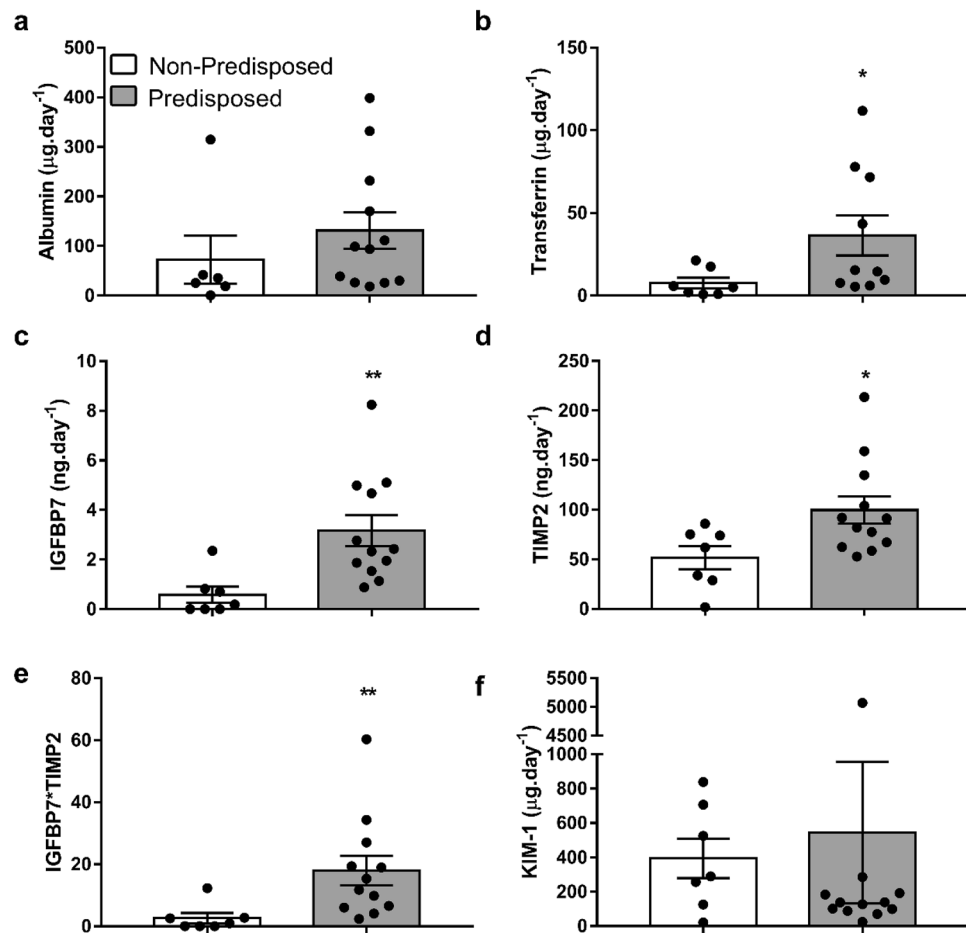 a
Albumin (µg.day-1)
500
400
300
200
100
0
Non-Predisposed
Predisposed
b
Transferrin (µg.day-1)
150
100
50
0
*
c
IGFBP7 (ng.day-1)
10
8
6
4
2
0
**
d
TIMP2 (ng.day-1)
250
200
150
100
50
0
*
e
IGFBP7*TIMP2
80
60
40
20
0
**
f
KIM-1 (µg.day-1)
5500
5000
4500
1000
800
600
400
200
0